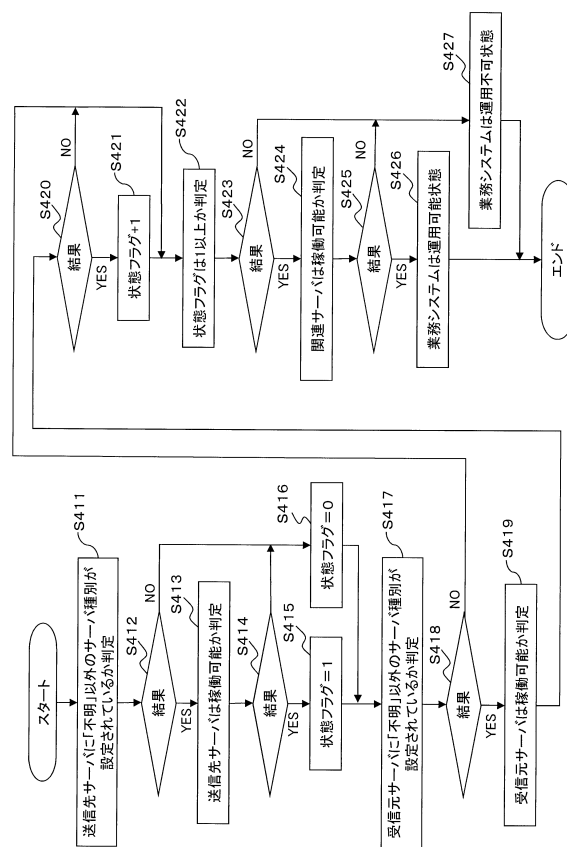 スタート
S411
送信先サーバに「不明」以外のサーバ種別が
設定されているか判定
S412
結果
NO
YES
S413
送信先サーバは稼働可能か判定
S414
結果
YES
S415
状態フラグ=1
S416
状態フラグ=0
S417
受信元サーバに「不明」以外のサーバ種別が
設定されているか判定
S418
結果
NO
YES
S419
受信元サーバは稼働可能か判定
S420
結果
NO
YES
S421
状態フラグ+1
S422
状態フラグは1以上か判定
S423
結果
NO
YES
S424
関連サーバは稼働可能か判定
S425
結果
NO
YES
S426
業務システムは運用可能状態
S427
業務システムは運用不可状態
エンド